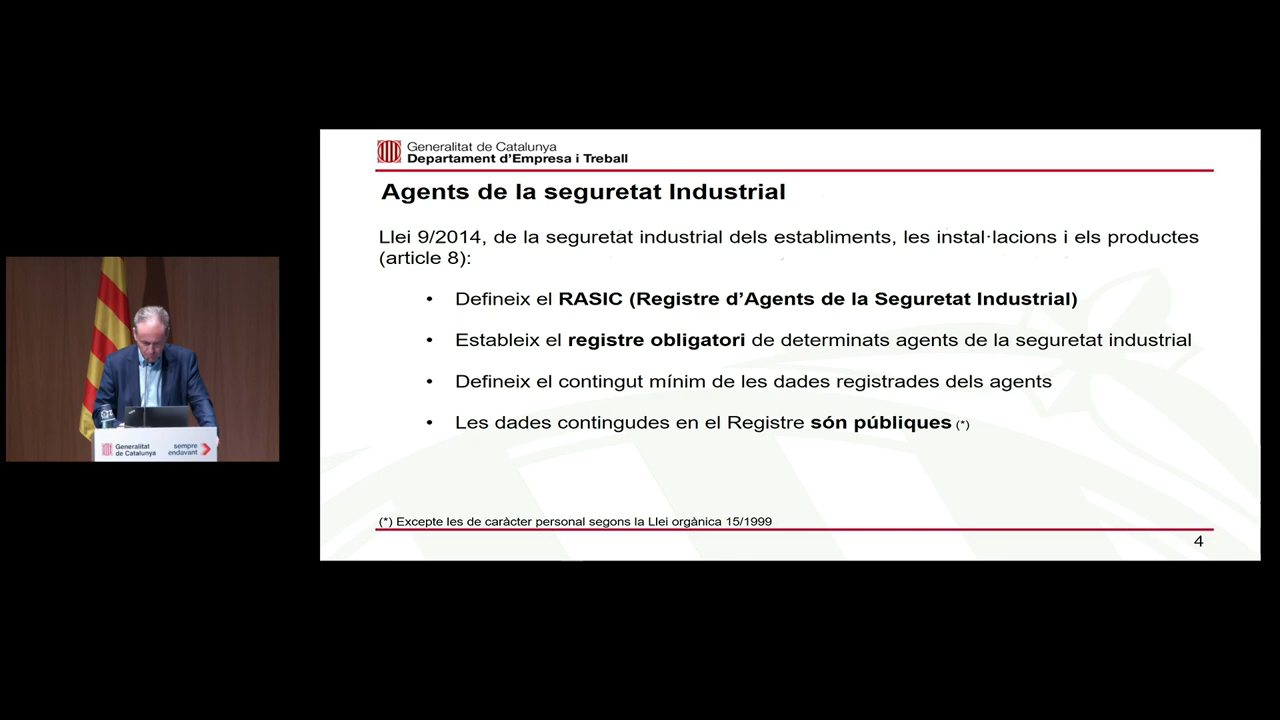 Generalitat de Catalunya
Departament d'Empresa i Treball
Agents de la seguretat Industrial
Llei 9/2014, de la seguretat industrial dels establiments, les instal·lacions i els productes
(article 8):
• Defineix el RASIC (Registre d'Agents de la Seguretat Industrial)
• Estableix el registre obligatori de determinats agents de la seguretat industrial
• Defineix el contingut mínim de les dades registrades dels agents
• Les dades contingudes en el Registre són públiques (*)
(*) Excepte les de caràcter personal segons la Llei orgànica 15/1999
4
Generalitat
de Catalunya
sempre
endavant